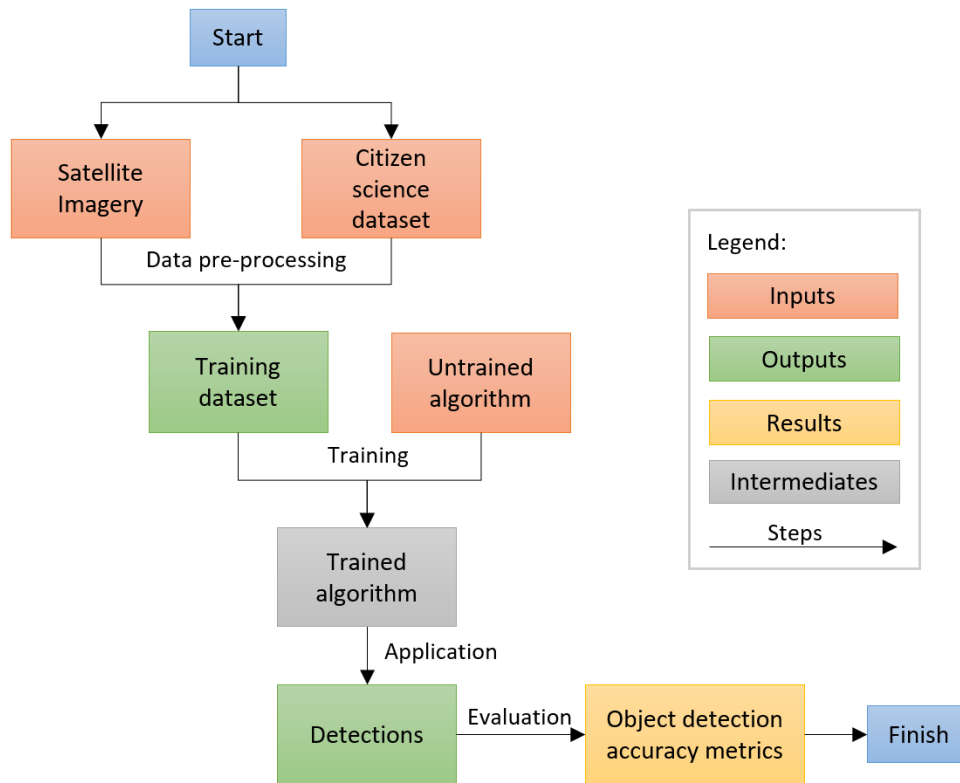 Start
Satellite
Imagery
Citizen
science
dataset
Data pre-processing
Training
dataset
Untrained
algorithm
Training
Trained
algorithm
Application
Detections
Evaluation
Object detection
accuracy metrics
Finish
Legend:
Inputs
Outputs
Results
Intermediates
Steps